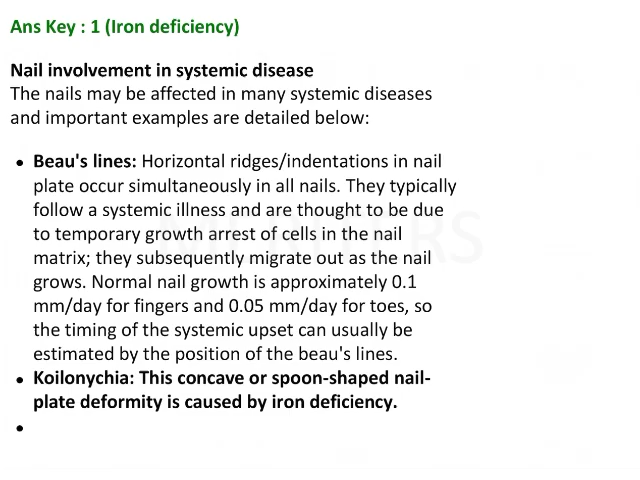 Ans Key : 1 (Iron deficiency)
Nail involvement in systemic disease
The nails may be affected in many systemic diseases
and important examples are detailed below:
• Beau's lines: Horizontal ridges/indentations in nail
plate occur simultaneously in all nails. They typically
follow a systemic illness and are thought to be due
to temporary growth arrest of cells in the nail
matrix; they subsequently migrate out as the nail
grows. Normal nail growth is approximately 0.1
mm/day for fingers and 0.05 mm/day for toes, so
the timing of the systemic upset can usually be
estimated by the position of the beau's lines.
• Koilonychia: This concave or spoon-shaped nail-
plate deformity is caused by iron deficiency.
•